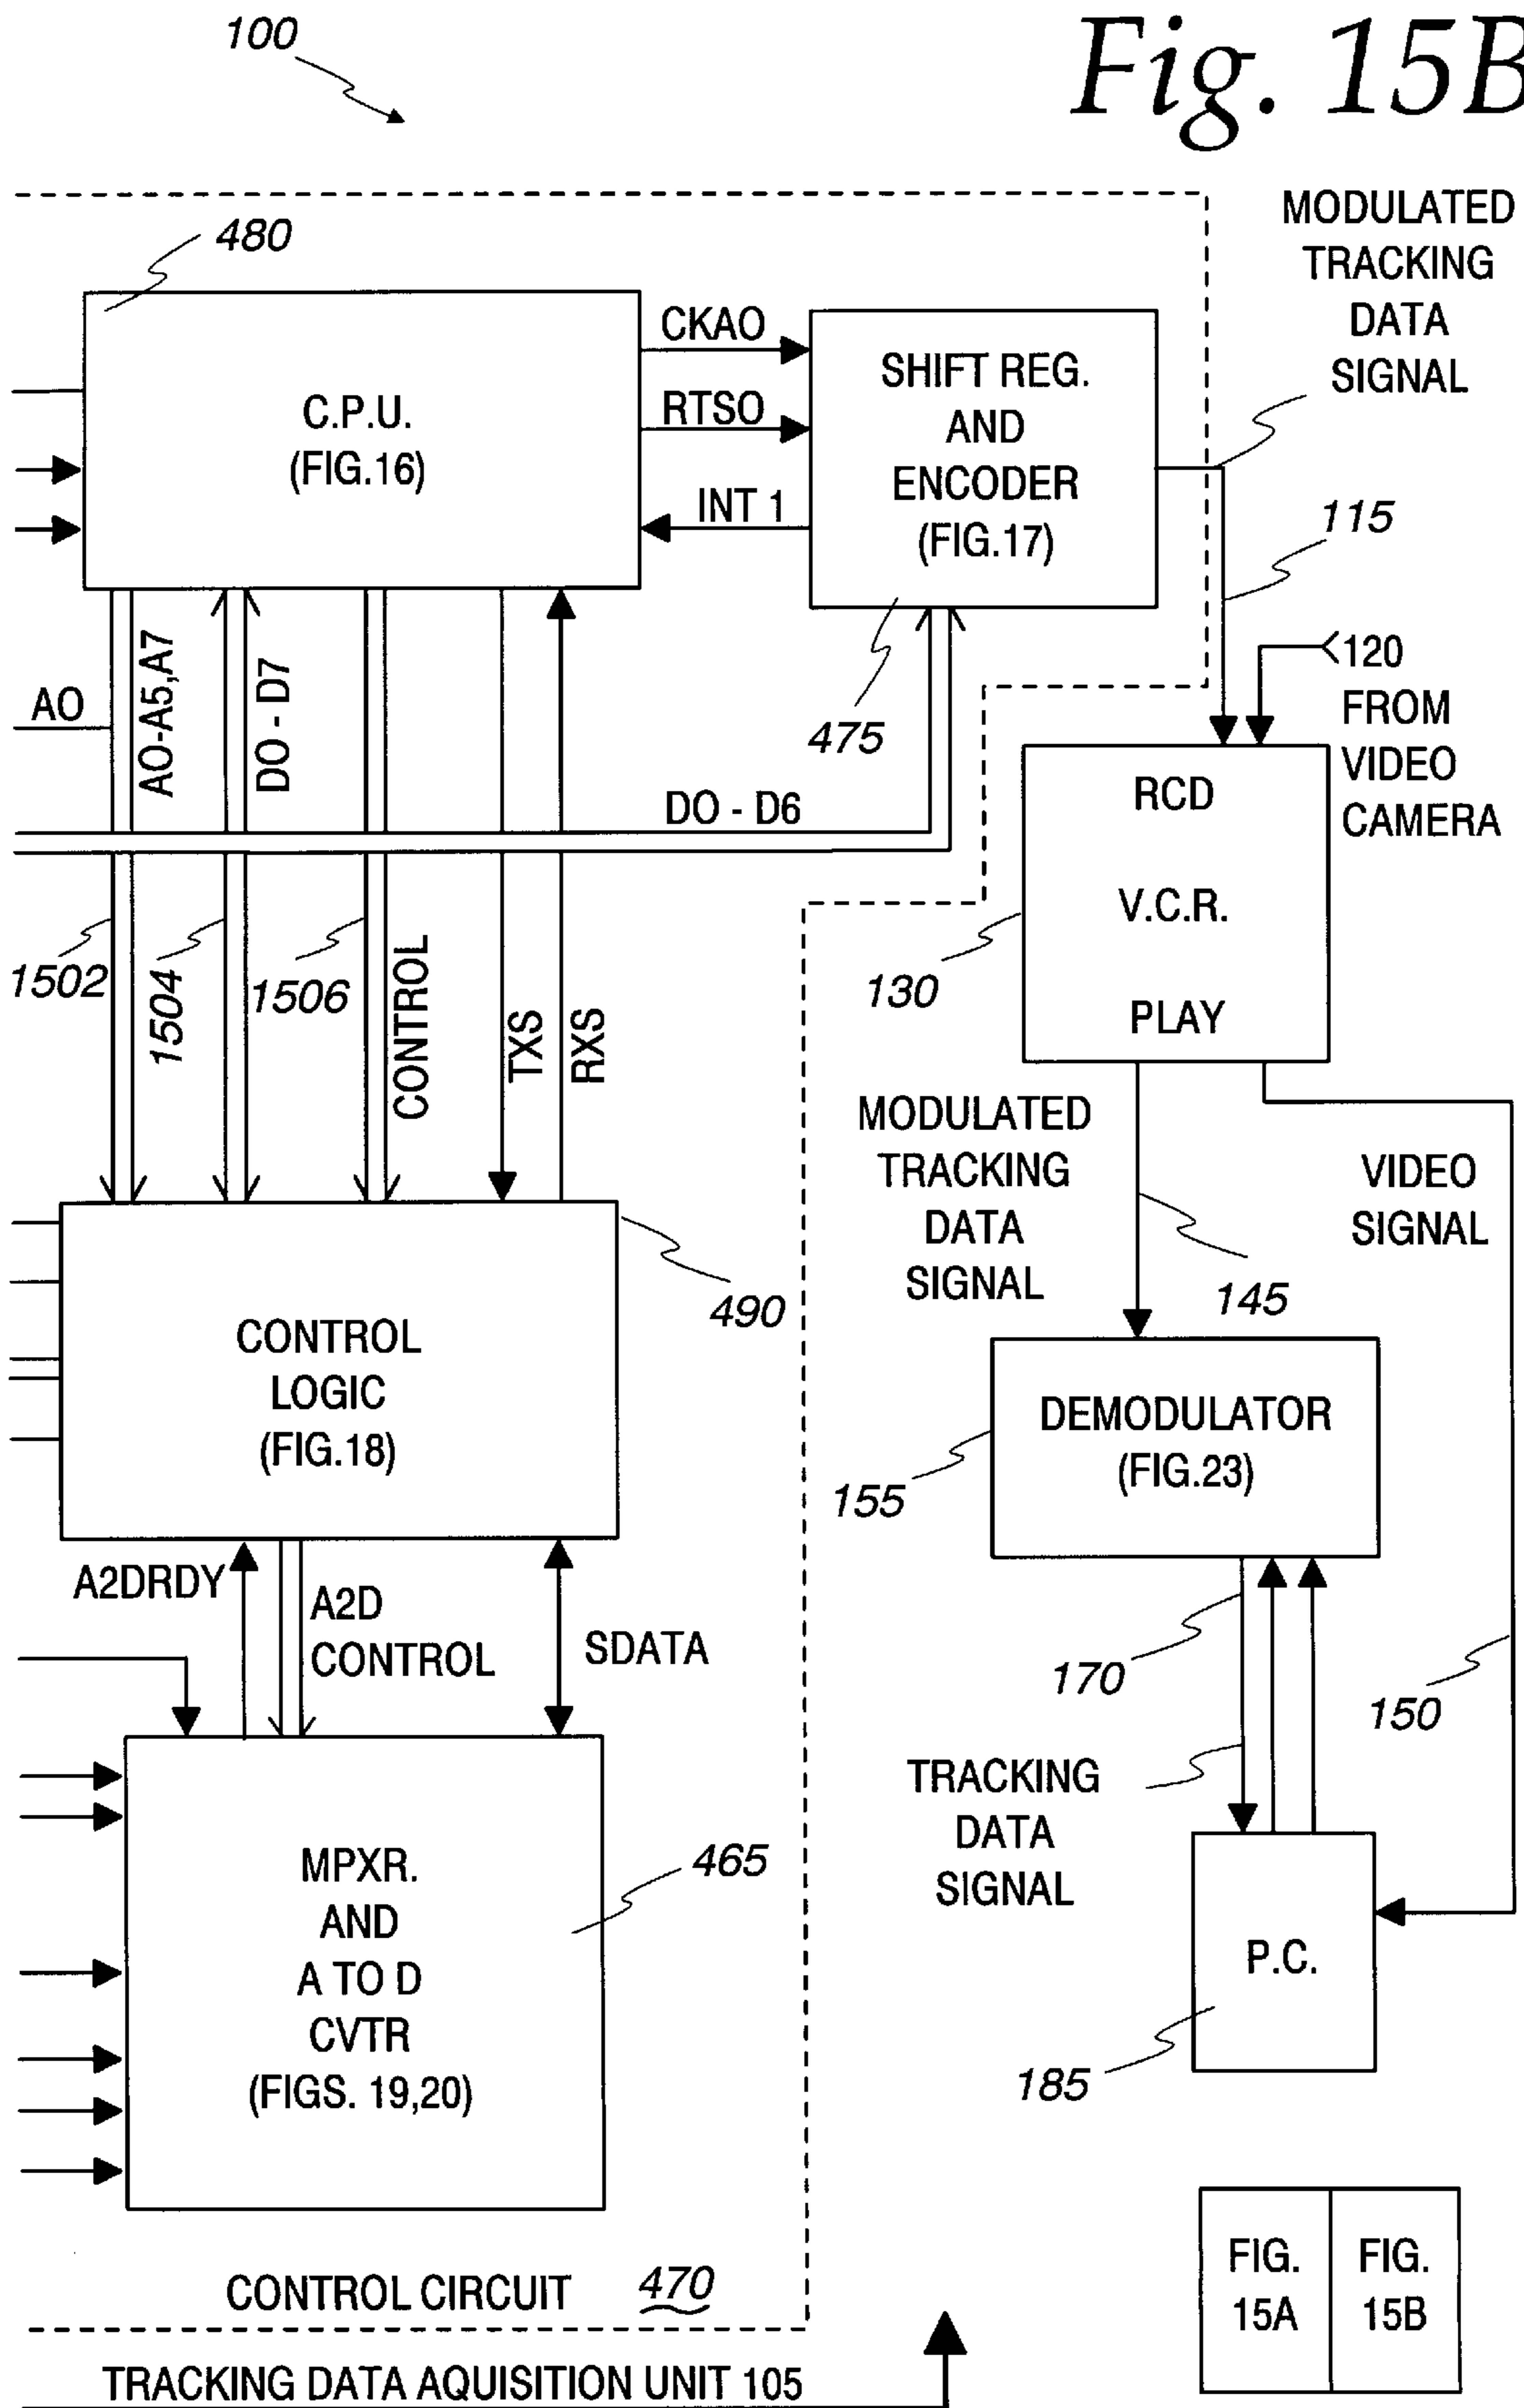 100
Fig. 15B
480
MODULATED
TRACKING
DATA
SIGNAL
C.P.U.
(FIG.16)
CKAO
RTSO
INT 1
SHIFT REG.
AND
ENCODER
(FIG.17)
115
475
AO
AO-A5,A7
DO - D7
DO - D6
120
FROM
VIDEO
CAMERA
RCD
V.C.R.
PLAY
130
1502
1504
1506
CONTROL
TXS
RXS
MODULATED
TRACKING
DATA
SIGNAL
145
VIDEO
SIGNAL
490
CONTROL
LOGIC
(FIG.18)
DEMODULATOR
(FIG.23)
155
A2DRDY
A2D
CONTROL
SDATA
170
150
TRACKING
DATA
SIGNAL
MPXR.
AND
A TO D
CVTR
(FIGS. 19,20)
465
P.C.
185
CONTROL CIRCUIT 470
FIG.
15A
FIG.
15B
TRACKING DATA AQUISITION UNIT 105